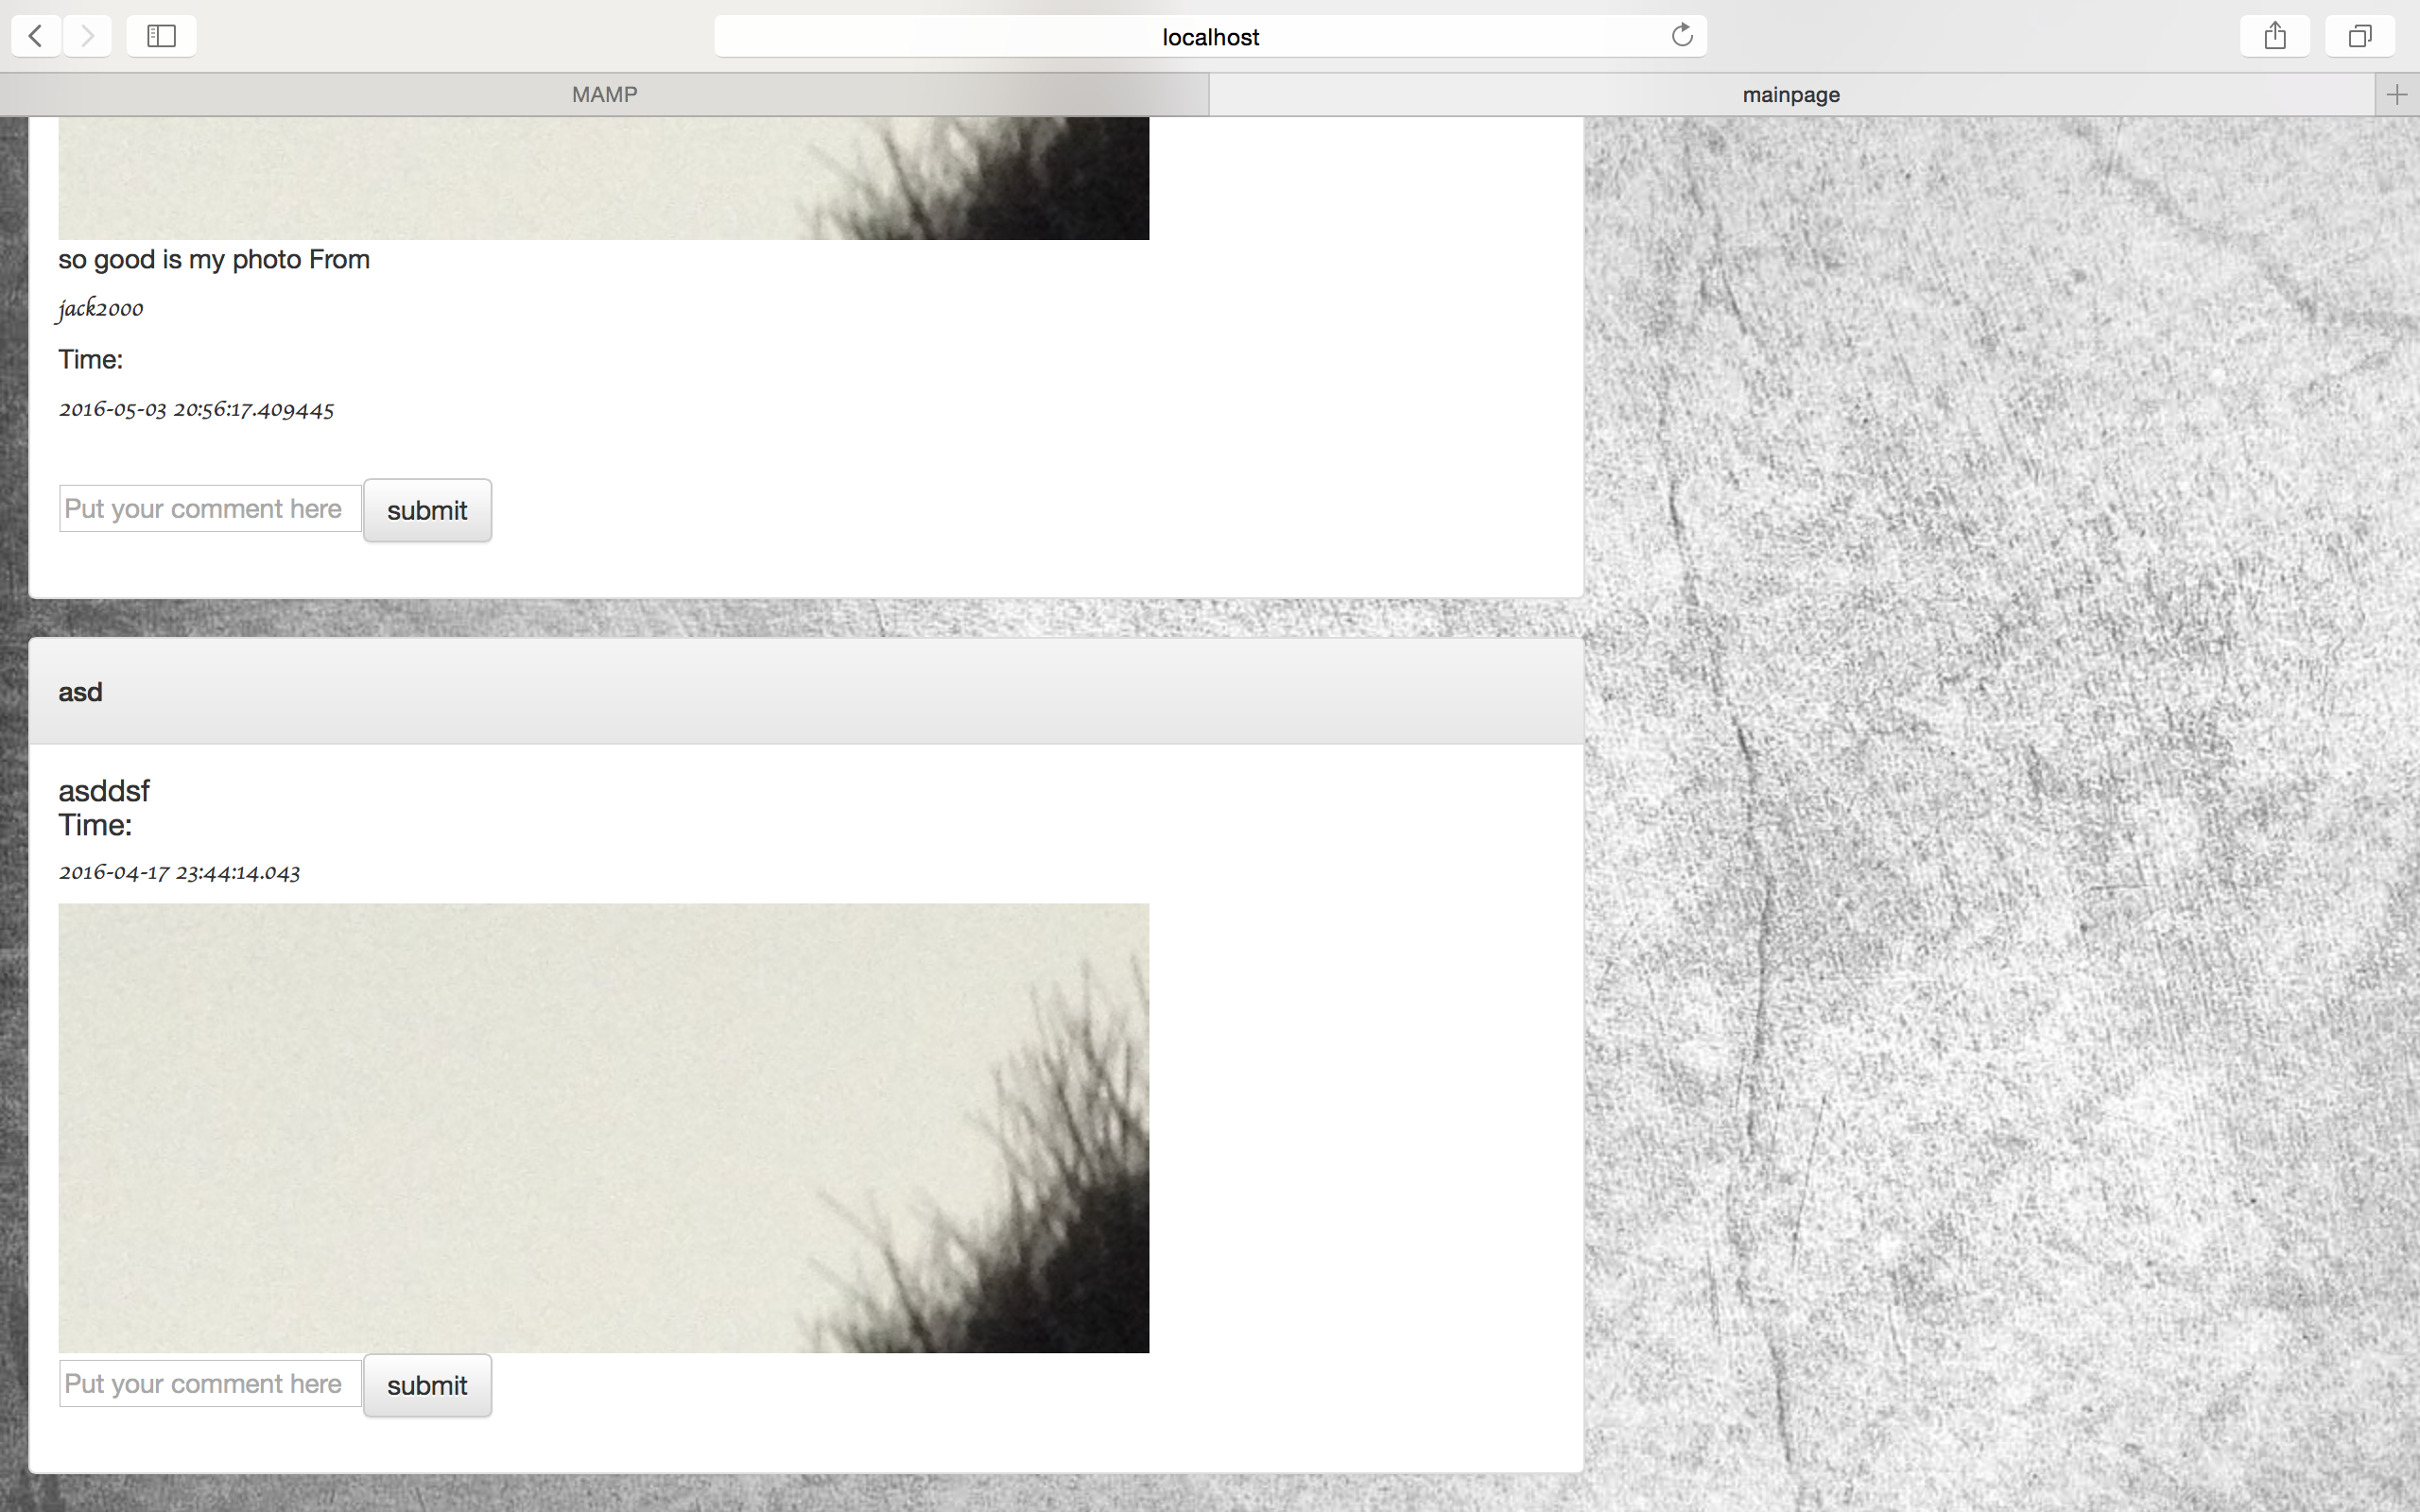 localhost
MAMP
mainpage
so good is my photo From
jack2000
Time:
2016-05-03 20:56:17.409445
Put your comment here submit
asd
asddsf
Time:
2016-04-17 23:44:14.043
Put your comment here submit